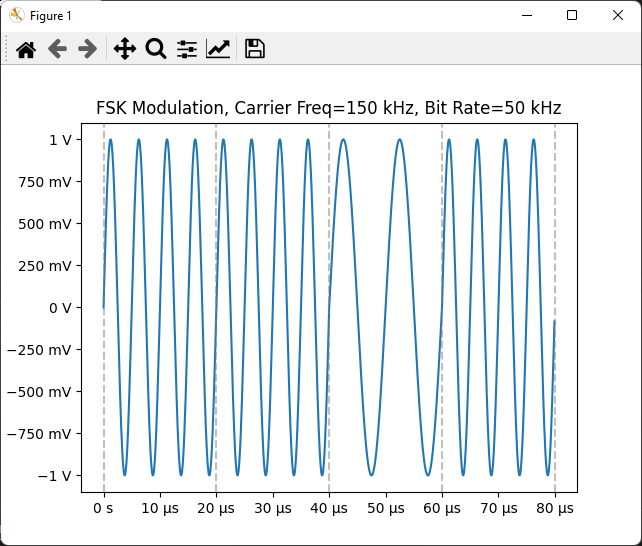 Figure 1
FSK Modulation, Carrier Freq=150 kHz, Bit Rate=50 kHz
1 V
750 mV
500 mV
250 mV
0 V
−250 mV
−500 mV
−750 mV
−1 V
0 s 10 µs 20 µs 30 µs 40 µs 50 µs 60 µs 70 µs 80 µs